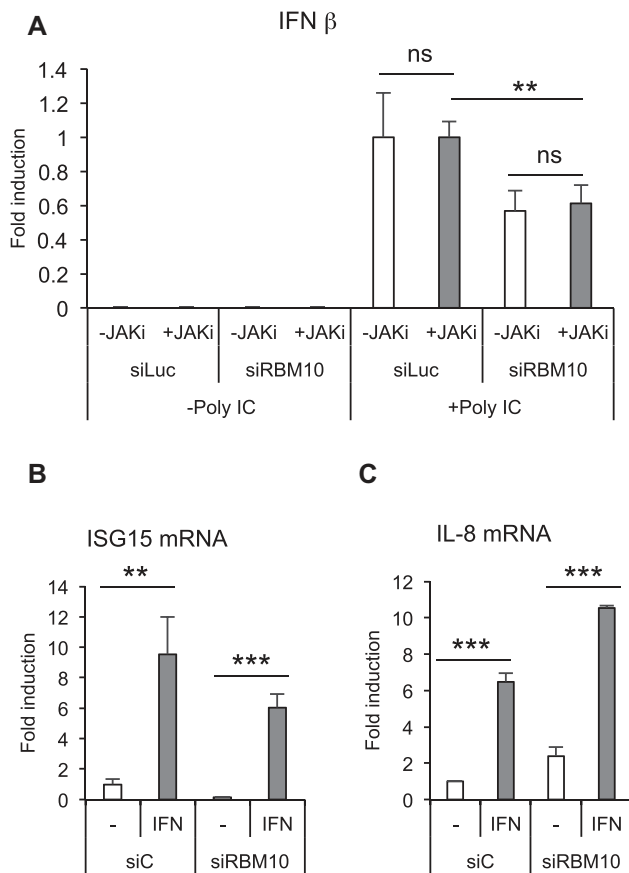 A
IFN β
Fold induction
1.4
1.2
1
0.8
0.6
0.4
0.2
0
ns
**
ns
-JAKi +JAKi -JAKi +JAKi -JAKi +JAKi -JAKi +JAKi
siLuc siRBM10 siLuc siRBM10
-Poly IC +Poly IC
B
ISG15 mRNA
Fold induction
14
12
10
8
6
4
2
0
**
***
- IFN - IFN
siC siRBM10
C
IL-8 mRNA
Fold induction
12
10
8
6
4
2
0
***
***
- IFN - IFN
siC siRBM10